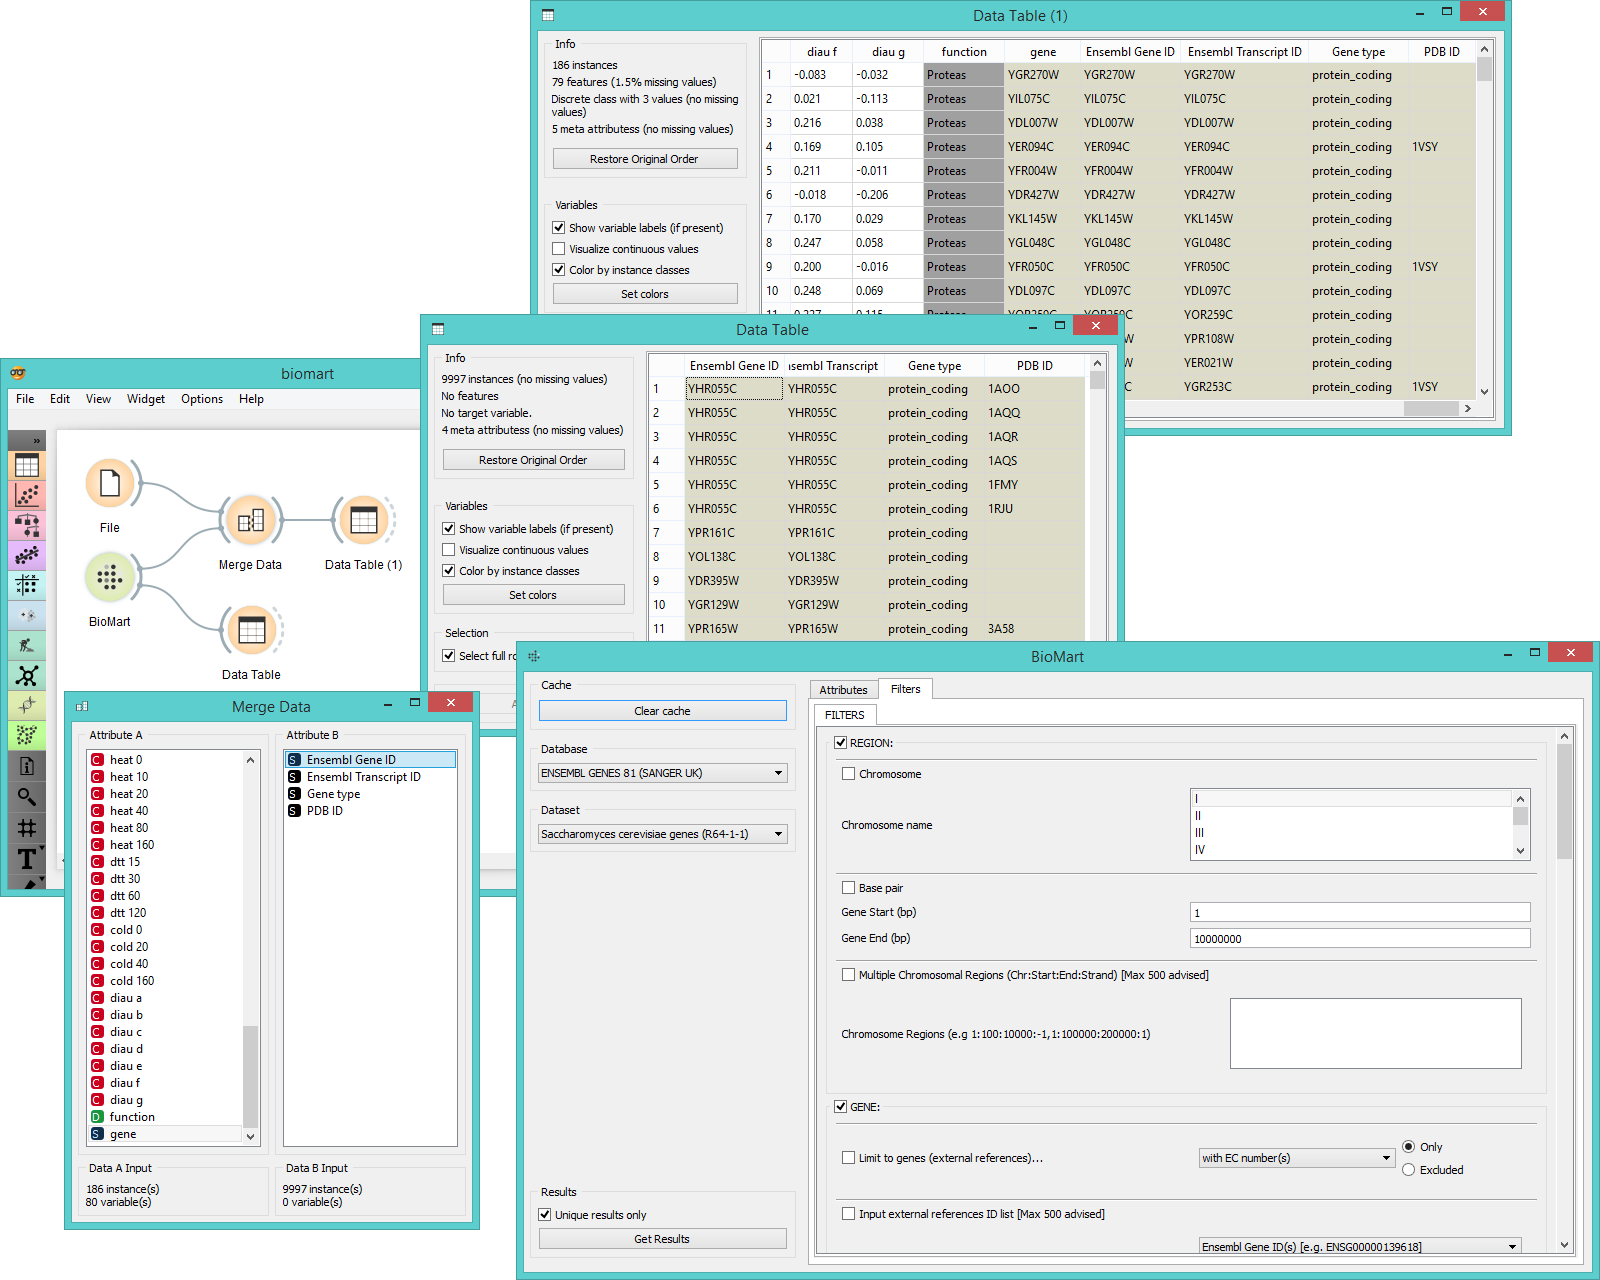 Data Table (1)
Info
186 instances
79 features (1.5% missing values)
Discrete class with 3 values (no missing
values)
5 meta attributess (no missing values)
Restore Original Order
Variables
Show variable labels (if present)
Visualize continuous values
Color by instance classes
Set colors
diau f diau g function gene Ensembl Gene ID Ensembl Transcript ID Gene type PDB ID
1 -0.083 -0.032 Proteas YGR270W YGR270W YGR270W protein_coding
2 0.021 -0.113 Proteas YIL075C YIL075C YIL075C protein_coding
3 0.216 0.038 Proteas YDL007W YDL007W YDL007W protein_coding
4 0.169 0.105 Proteas YER094C YER094C YER094C protein_coding 1VSY
5 0.211 -0.011 Proteas YFR004W YFR004W YFR004W protein_coding
6 -0.018 -0.206 Proteas YDR427W YDR427W YDR427W protein_coding
7 0.170 0.029 Proteas YKL145W YKL145W YKL145W protein_coding
8 0.247 0.058 Proteas YGL048C YGL048C YGL048C protein_coding
9 0.200 -0.016 Proteas YFR050C YFR050C YFR050C protein_coding 1VSY
10 0.248 0.069 Proteas YDL097C YDL097C YDL097C protein_coding
YOR259C protein_coding
YPR108W protein_coding
YER021W protein_coding
YGR253C protein_coding 1VSY
Data Table
Info
9997 instances (no missing values)
No features
No target variable.
4 meta attributess (no missing values)
Restore Original Order
Variables
Show variable labels (if present)
Visualize continuous values
Color by instance classes
Set colors
Selection
Select full
Ensembl Gene ID Transcript Gene type PDB ID
1 YHR055C YHR055C protein_coding 1AOO
2 YHR055C YHR055C protein_coding 1AQQ
3 YHR055C YHR055C protein_coding 1AQR
4 YHR055C YHR055C protein_coding 1AQS
5 YHR055C YHR055C protein_coding 1FMY
6 YHR055C YHR055C protein_coding 1RJU
7 YPR161C YPR161C protein_coding
8 YOL138C YOL138C protein_coding
9 YDR395W YDR395W protein_coding
10 YGR129W YGR129W protein_coding
11 YPR165W YPR165W protein_coding 3A58
biomart
File Edit View Widget Options Help
File
BioMart
Merge Data
Data Table (1)
Data Table
Merge Data
Attribute A
heat 0
heat 10
heat 20
heat 40
heat 80
heat 160
dtt 15
dtt 30
dtt 60
dtt 120
cold 0
cold 20
cold 40
cold 160
diau a
diau b
diau c
diau d
diau e
diau f
diau g
function
gene
Attribute B
Ensembl Gene ID
Ensembl Transcript ID
Gene type
PDB ID
Data A Input
186 instance(s)
80 variable(s)
Data B Input
9997 instance(s)
0 variable(s)
BioMart
Cache
Clear cache
Database
ENSEMBL GENES 81 (SANGER UK)
Dataset
Saccharomyces cerevisiae genes (R64-1-1)
Results
Unique results only
Get Results
Attributes Filters
FILTERS
REGION:
Chromosome
Chromosome name
I
II
III
IV
Base pair
Gene Start (bp) 1
Gene End (bp) 10000000
Multiple Chromosomal Regions (Chr:Start:End:Strand) [Max 500 advised]
Chromosome Regions (e.g 1:100:10000:-1,1:100000:200000:1)
GENE:
Limit to genes (external references)... with EC number(s)
Only
Excluded
Input external references ID list [Max 500 advised]
Ensembl Gene ID(s) [e.g. ENSG00000139618]